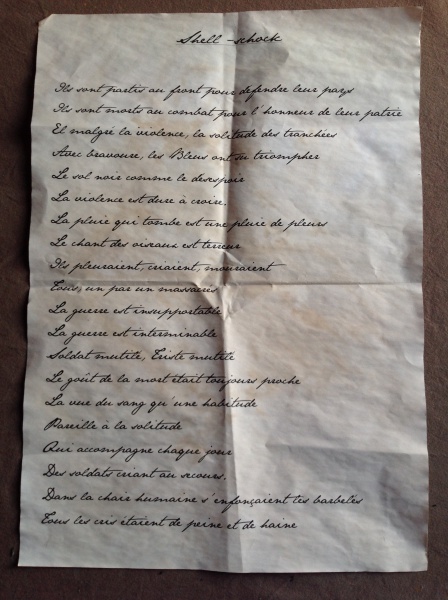 Shell-schock
Ils sont partis au front pour défendre leur pays
Ils sont morts au combat pour l'honneur de leur patrie
Et malgré la violence, la solitude des tranchées
Avec bravoure, les Bleus ont su triompher
Le sol noir comme le desespoir
La violence est dure à croire.
La pluie qui tombe est une pluie de pleurs
Le chant des oiseaux est terreur
Ils pleuraient, criaient, mouraient
Tous, un par un massacrés
La guerre est insupportable
La guerre est interminable
Soldat mutilé, Triste mutilé
Le goût de la mort était toujours proche
La vue du sang qu'une habitude
Pareille à la solitude
Qui accompagne chaque jour
Des soldats criant au secours.
Dans la chair humaine s'enfonçaient les barbelés
Tous les cris étaient de peine et de haine